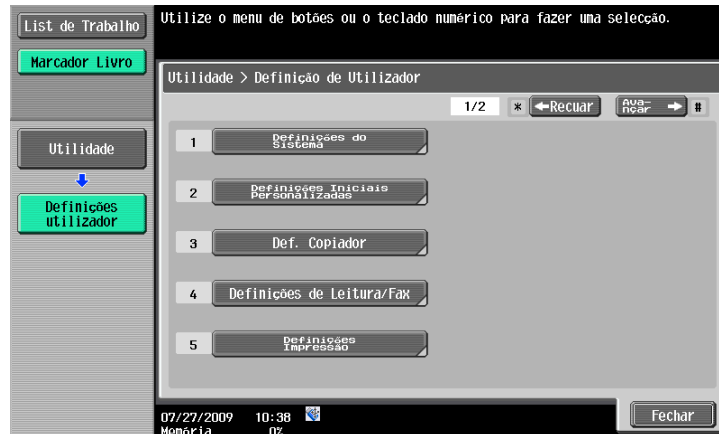 List de Trabalho
Utilize o menu de botões ou o teclado numérico para fazer uma selecção.
Marcador Livro
Utilidade > Definição de Utilizador
1/2 * Recuar Ava-
nçar #
Utilidade
1 Definições do
Sistema
2 Definições Iniciais
Personalizadas
Definições
utilizador
3 Def. Copiador
4 Definições de Leitura/Fax
5 Definições
Impressão
Fechar
07/27/2009 10:38
Memória 0%